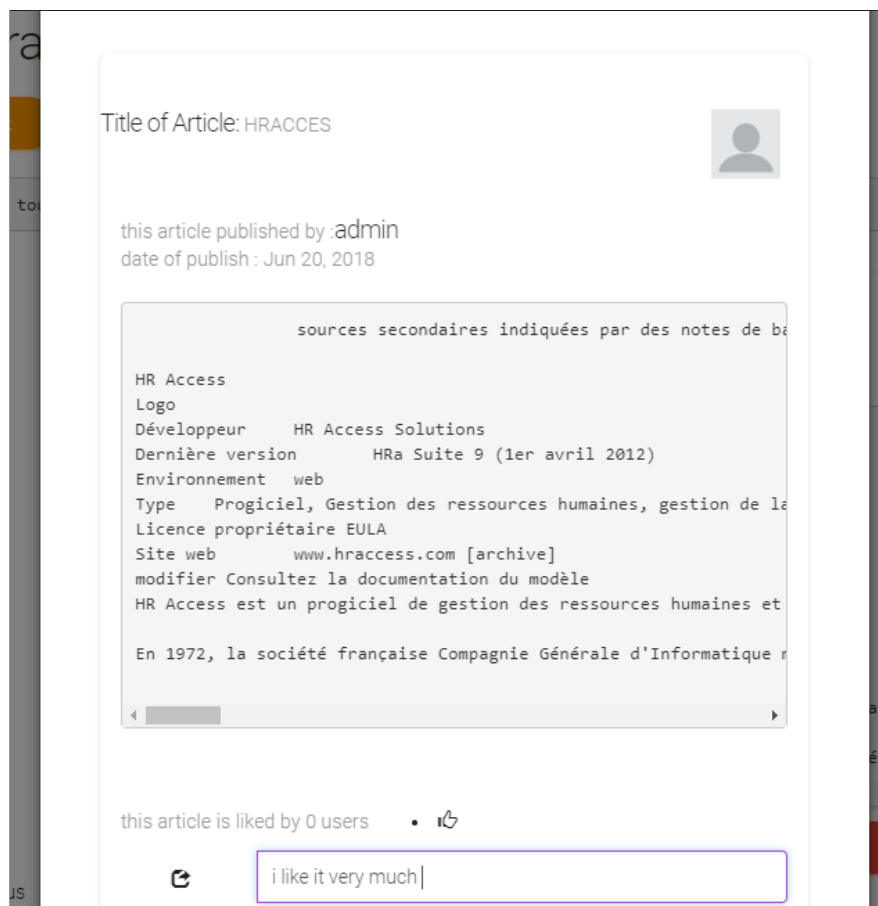 ra
Title of Article: HRACCES
tou
this article published by :admin
date of publish : Jun 20, 2018
sources secondaires indiquées par des notes de ba
HR Access
Logo
Développeur HR Access Solutions
Dernière version HRa Suite 9 (1er avril 2012)
Environnement web
Type Progiciel, Gestion des ressources humaines, gestion de la
Licence propriétaire EULA
Site web www.hraccess.com [archive]
modifier Consultez la documentation du modèle
HR Access est un progiciel de gestion des ressources humaines et
En 1972, la société française Compagnie Générale d'Informatique
this article is liked by 0 users
i like it very much
us